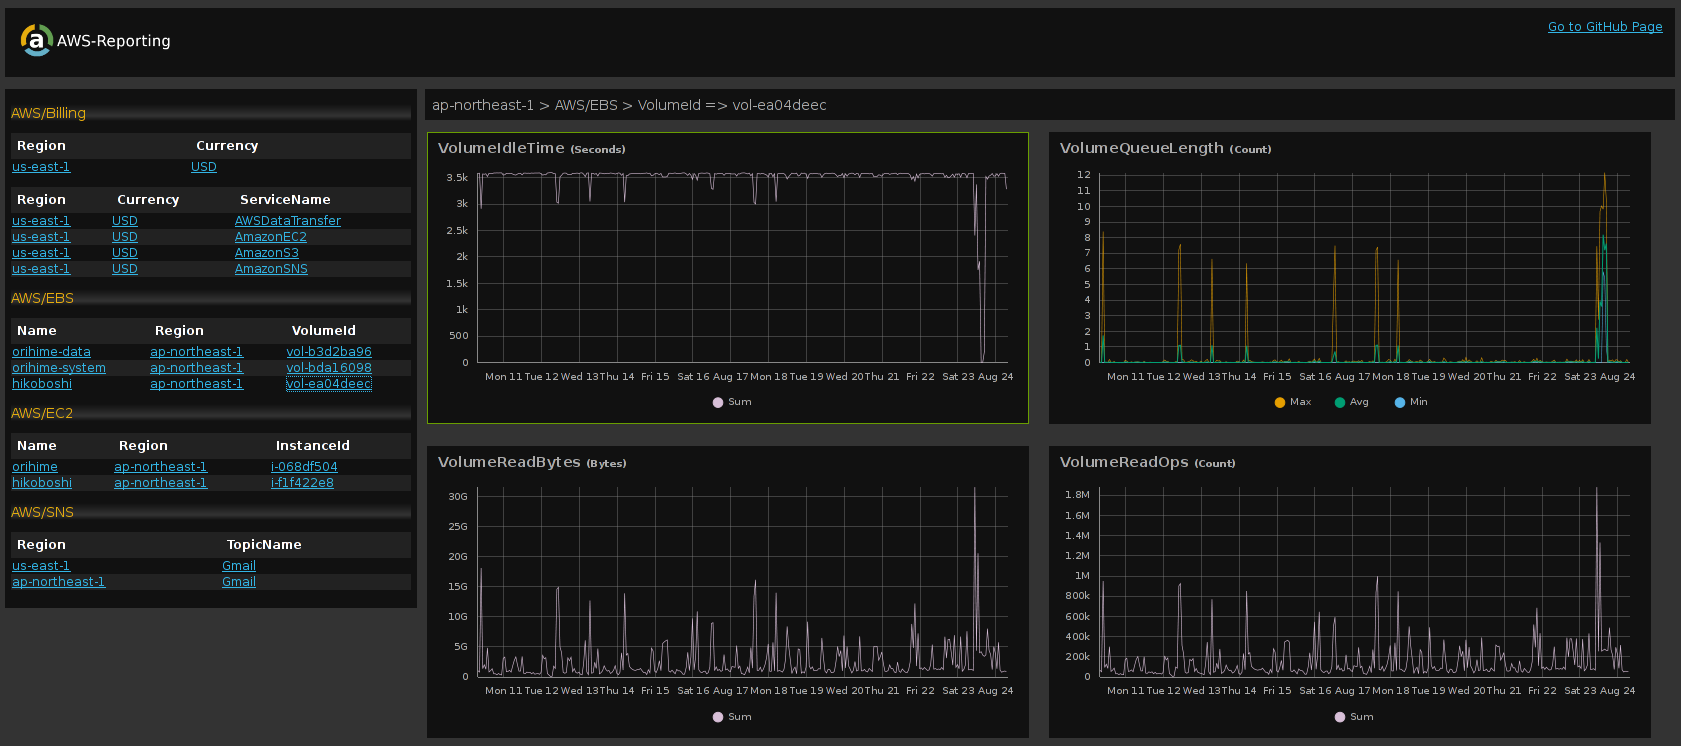 a AWS-Reporting
Go to GitHub Page
AWS/Billing
Region Currency
us-east-1 USD
Region Currency ServiceName
us-east-1 USD AWSDataTransfer
us-east-1 USD AmazonEC2
us-east-1 USD AmazonS3
us-east-1 USD AmazonSNS
AWS/EBS
Name Region VolumeId
orihime-data ap-northeast-1 vol-b3d2ba96
orihime-system ap-northeast-1 vol-bda16098
hikoboshi ap-northeast-1 vol-ea04deec
AWS/EC2
Name Region InstanceId
orihime ap-northeast-1 i-068df504
hikoboshi ap-northeast-1 i-f1f422e8
AWS/SNS
Region TopicName
us-east-1 Gmail
ap-northeast-1 Gmail
ap-northeast-1 > AWS/EBS > VolumeId => vol-ea04deec
VolumeIdleTime (Seconds)
3.5k
3k
2.5k
2k
1.5k
1k
500
0
Mon 11 Tue 12 Wed 13 Thu 14 Fri 15 Sat 16 Aug 17 Mon 18 Tue 19 Wed 20 Thu 21 Fri 22 Sat 23 Aug 24
Sum
VolumeQueueLength (Count)
12
11
10
9
8
7
6
5
4
3
2
1
0
Mon 11 Tue 12 Wed 13 Thu 14 Fri 15 Sat 16 Aug 17 Mon 18 Tue 19 Wed 20 Thu 21 Fri 22 Sat 23 Aug 24
Max Avg Min
VolumeReadBytes (Bytes)
30G
25G
20G
15G
10G
5G
0
Mon 11 Tue 12 Wed 13 Thu 14 Fri 15 Sat 16 Aug 17 Mon 18 Tue 19 Wed 20 Thu 21 Fri 22 Sat 23 Aug 24
Sum
VolumeReadOps (Count)
1.8M
1.6M
1.4M
1.2M
1M
800k
600k
400k
200k
0
Mon 11 Tue 12 Wed 13 Thu 14 Fri 15 Sat 16 Aug 17 Mon 18 Tue 19 Wed 20 Thu 21 Fri 22 Sat 23 Aug 24
Sum